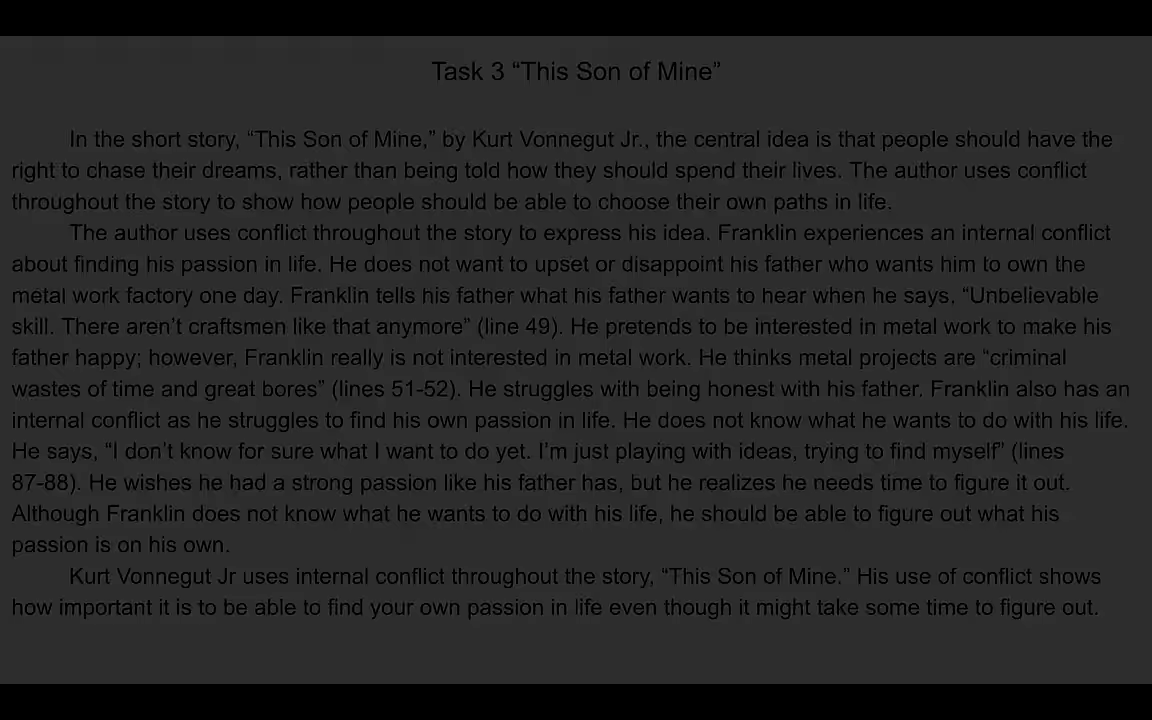 Task 3 “This Son of Mine”
In the short story, “This Son of Mine,” by Kurt Vonnegut Jr., the central idea is that people should have the
right to chase their dreams, rather than being told how they should spend their lives. The author uses conflict
throughout the story to show how people should be able to choose their own paths in life.
The author uses conflict throughout the story to express his idea. Franklin experiences an internal conflict
about finding his passion in life. He does not want to upset or disappoint his father who wants him to own the
metal work factory one day. Franklin tells his father what his father wants to hear when he says, “Unbelievable
skill. There aren’t craftsmen like that anymore” (line 49). He pretends to be interested in metal work to make his
father happy; however, Franklin really is not interested in metal work. He thinks metal projects are “criminal
wastes of time and great bores” (lines 51-52). He struggles with being honest with his father. Franklin also has an
internal conflict as he struggles to find his own passion in life. He does not know what he wants to do with his life.
He says, “I don’t know for sure what I want to do yet. I’m just playing with ideas, trying to find myself” (lines
87-88). He wishes he had a strong passion like his father has, but he realizes he needs time to figure it out.
Although Franklin does not know what he wants to do with his life, he should be able to figure out what his
passion is on his own.
Kurt Vonnegut Jr uses internal conflict throughout the story, “This Son of Mine.” His use of conflict shows
how important it is to be able to find your own passion in life even though it might take some time to figure out.